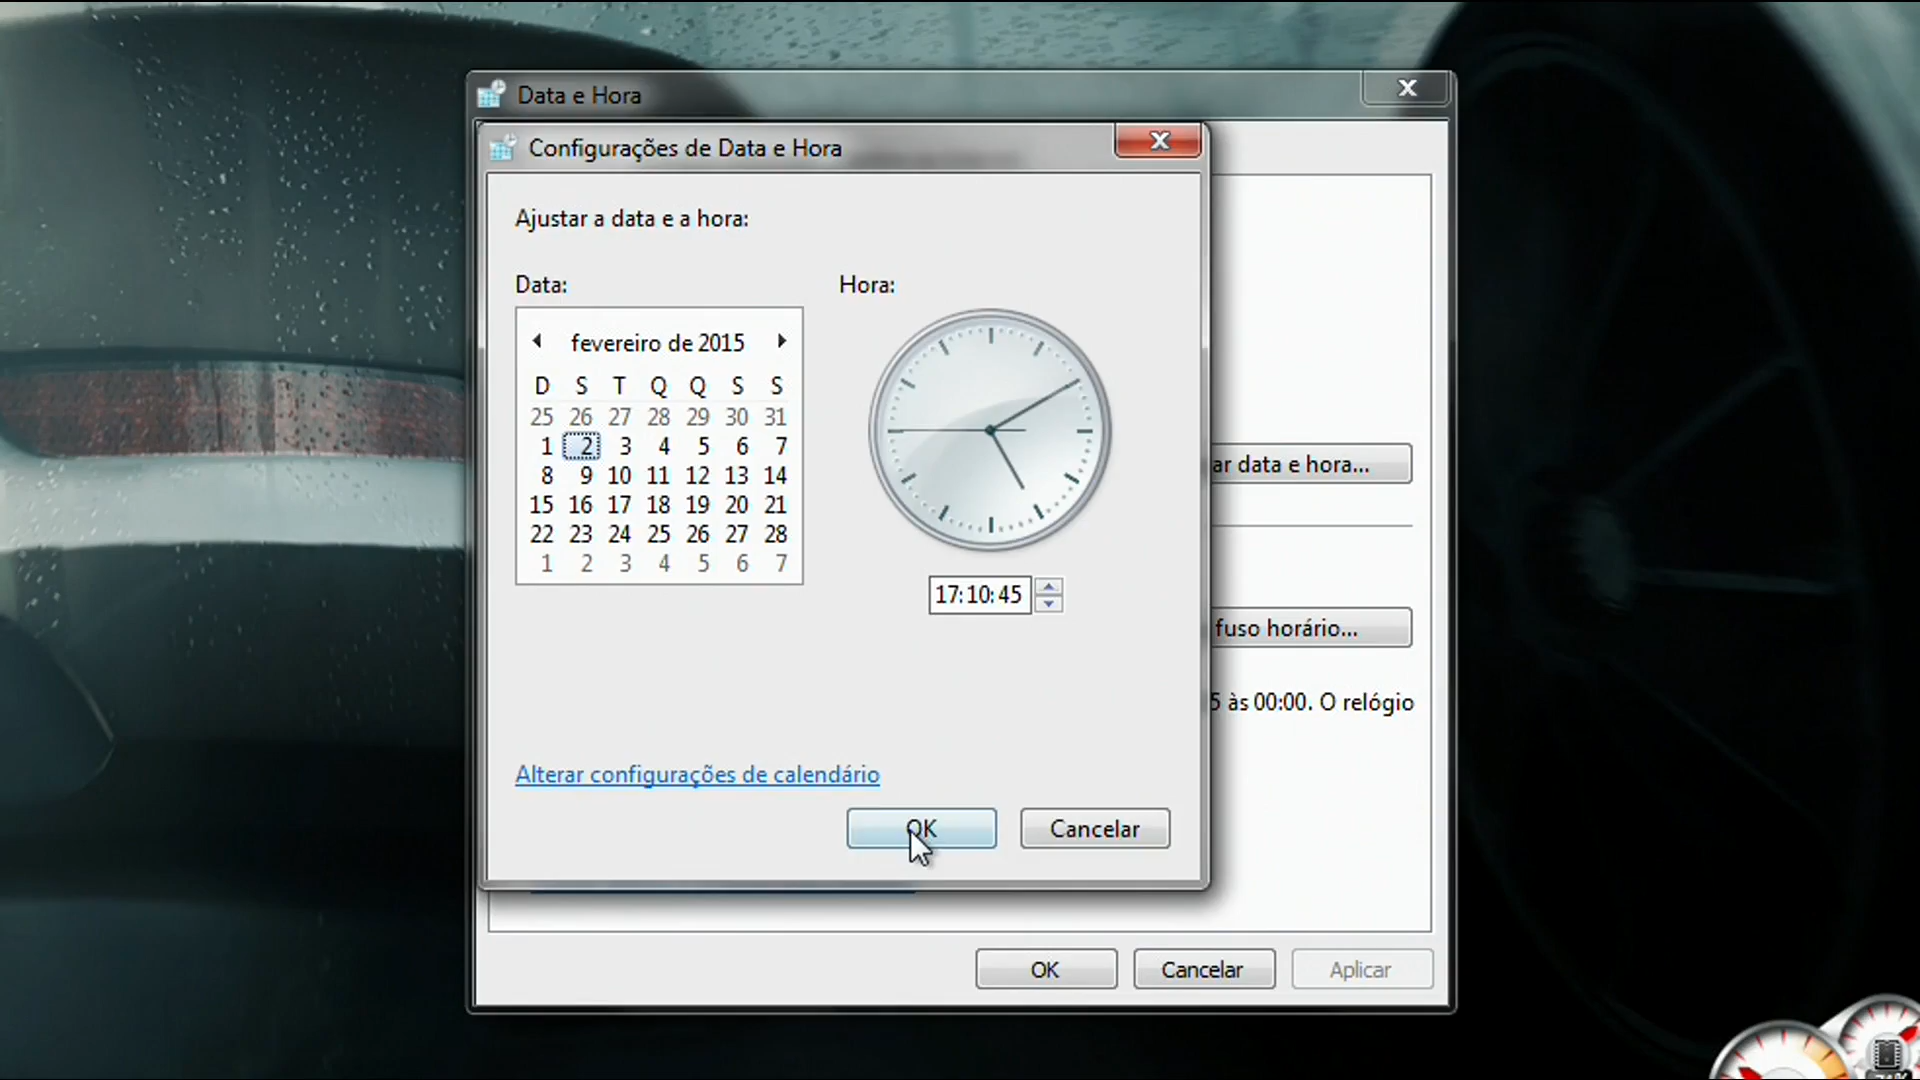 Data e Hora
Configurações de Data e Hora
Ajustar a data e a hora:
Data:
Hora:
fevereiro de 2015
D S T Q Q S S
25 26 27 28 29 30 31
1 2 3 4 5 6 7
8 9 10 11 12 13 14
15 16 17 18 19 20 21
22 23 24 25 26 27 28
1 2 3 4 5 6 7
17:10:45
ar data e hora...
fuso horário...
5 às 00:00. O relógio
Alterar configurações de calendário
OK Cancelar
OK Cancelar Aplicar